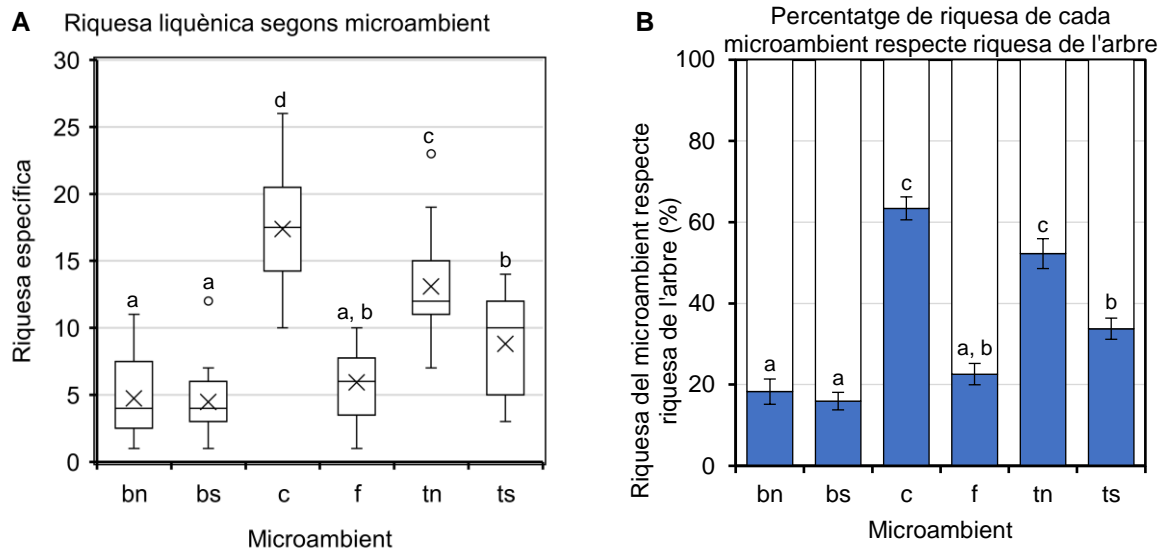 A
Riquesa liquènica segons microambient
Riquesa específica
30
25
20
15
10
5
0
a
a
d
a, b
c
b
bn
bs
c
f
tn
ts
Microambient
B
Percentatge de riquesa de cada
microambient respecte riquesa de l'arbre
Riquesa del microambient respecte
riquesa de l'arbre (%)
100
80
60
40
20
0
a
a
c
a, b
c
b
bn
bs
c
f
tn
ts
Microambient